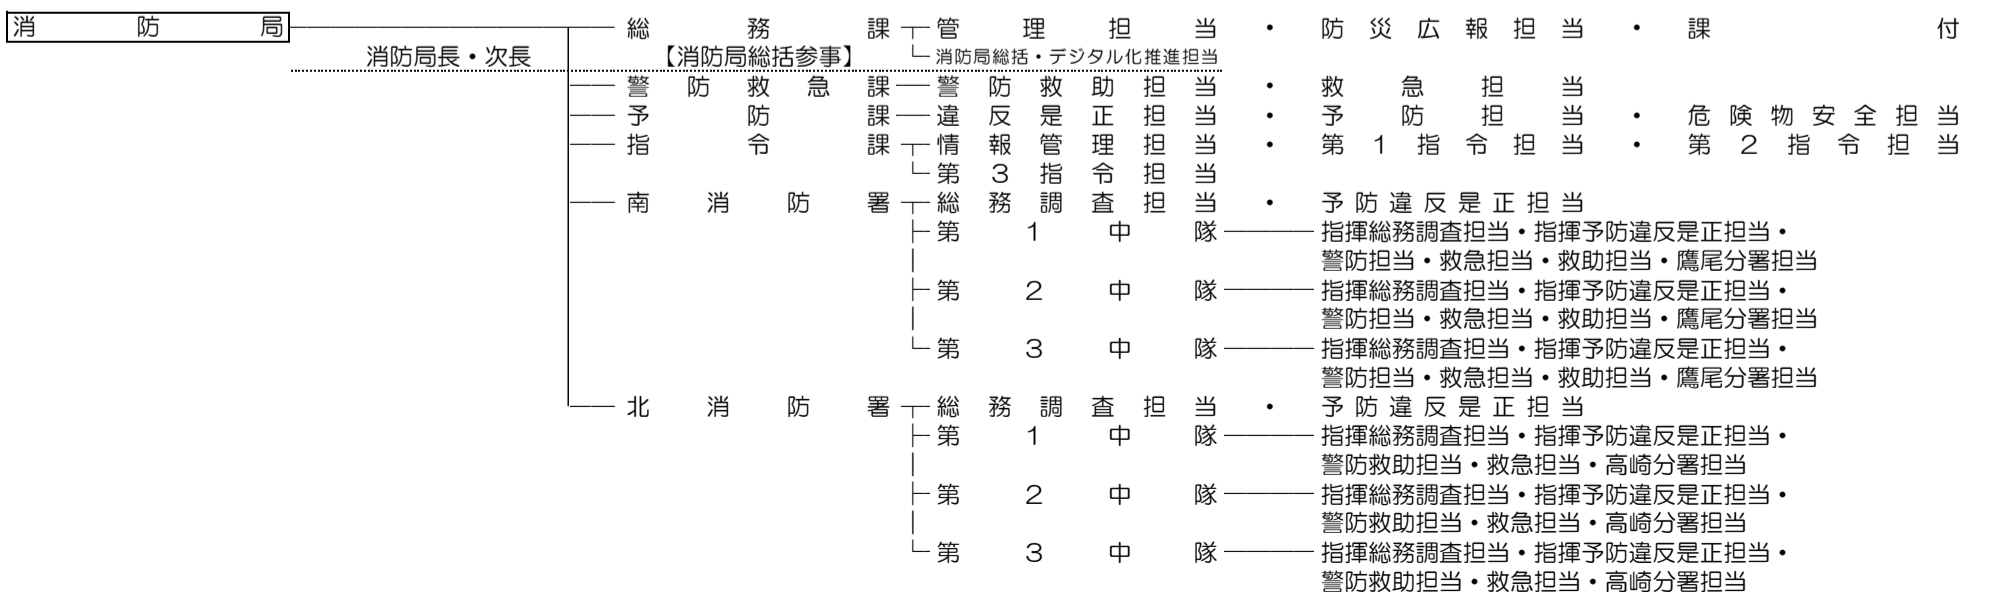 消防局 総務課 管理担当・防災広報担当・課付
消防局長・次長 【消防局総括参事】 消防局総括・デジタル化推進担当
警防救急課 警防救助担当・救急担当
予防課 違反是正担当・予防担当・危険物安全担当
指令課 情報管理担当・第1指令担当・第2指令担当
第3指令担当
南消防署 総務調査担当・予防違反是正担当
第1中隊 指揮総務調査担当・指揮予防違反是正担当・
警防担当・救急担当・救助担当・鷹尾分署担当
第2中隊 指揮総務調査担当・指揮予防違反是正担当・
警防担当・救急担当・救助担当・鷹尾分署担当
第3中隊 指揮総務調査担当・指揮予防違反是正担当・
警防担当・救急担当・救助担当・鷹尾分署担当
北消防署 総務調査担当・予防違反是正担当
第1中隊 指揮総務調査担当・指揮予防違反是正担当・
警防救助担当・救急担当・高崎分署担当
第2中隊 指揮総務調査担当・指揮予防違反是正担当・
警防救助担当・救急担当・高崎分署担当
第3中隊 指揮総務調査担当・指揮予防違反是正担当・
警防救助担当・救急担当・高崎分署担当